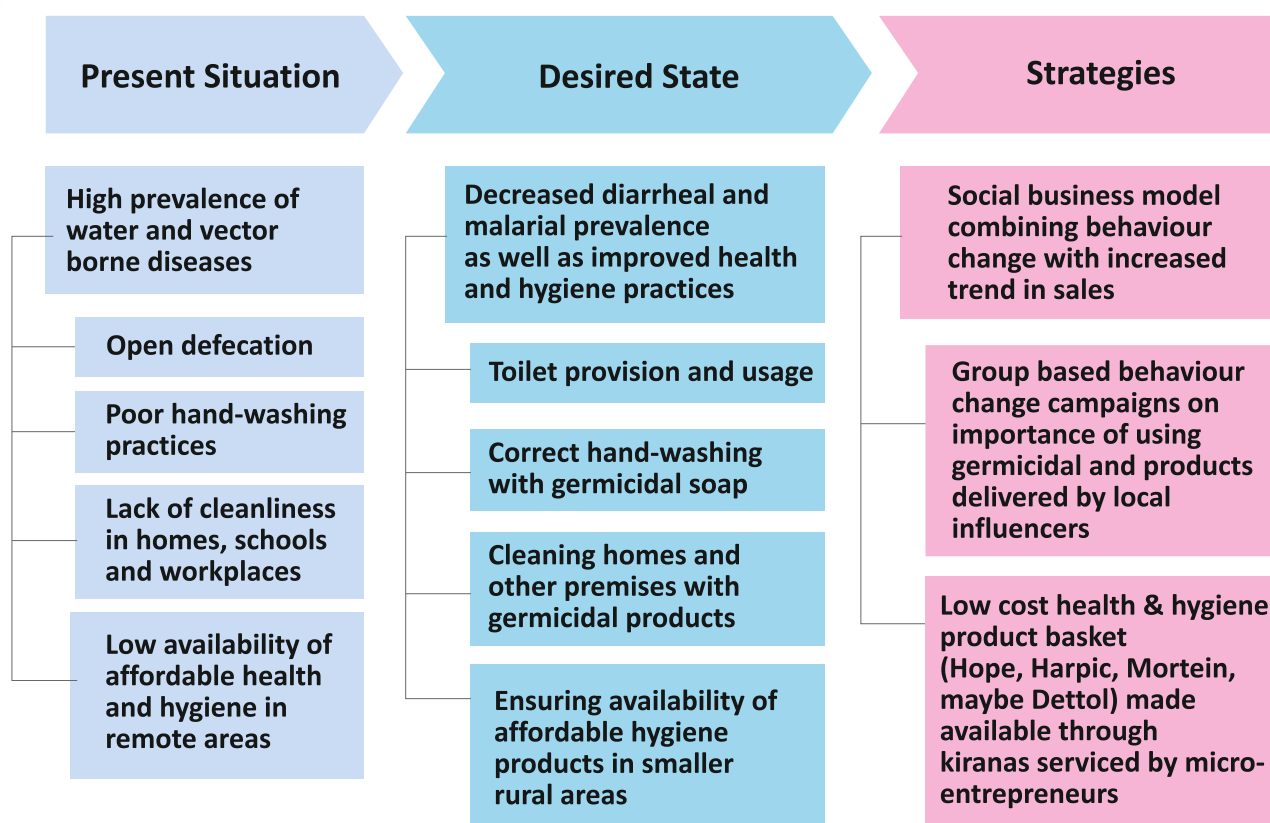 Present Situation
High prevalence of
water and vector
borne diseases
Open defecation
Poor hand-washing
practices
Lack of cleanliness
in homes, schools
and workplaces
Low availability of
affordable health
and hygiene in
remote areas
Desired State
Decreased diarrheal and
malarial prevalence
as well as improved health
and hygiene practices
Toilet provision and usage
Correct hand-washing
with germicidal soap
Cleaning homes and
other premises with
germicidal products
Ensuring availability of
affordable hygiene
products in smaller
rural areas
Strategies
Social business model
combining behaviour
change with increased
trend in sales
Group based behaviour
change campaigns on
importance of using
germicidal and products
delivered by local
influencers
Low cost health & hygiene
product basket
(Hope, Harpic, Mortein,
maybe Dettol) made
available through
kiranas serviced by micro-
entrepreneurs